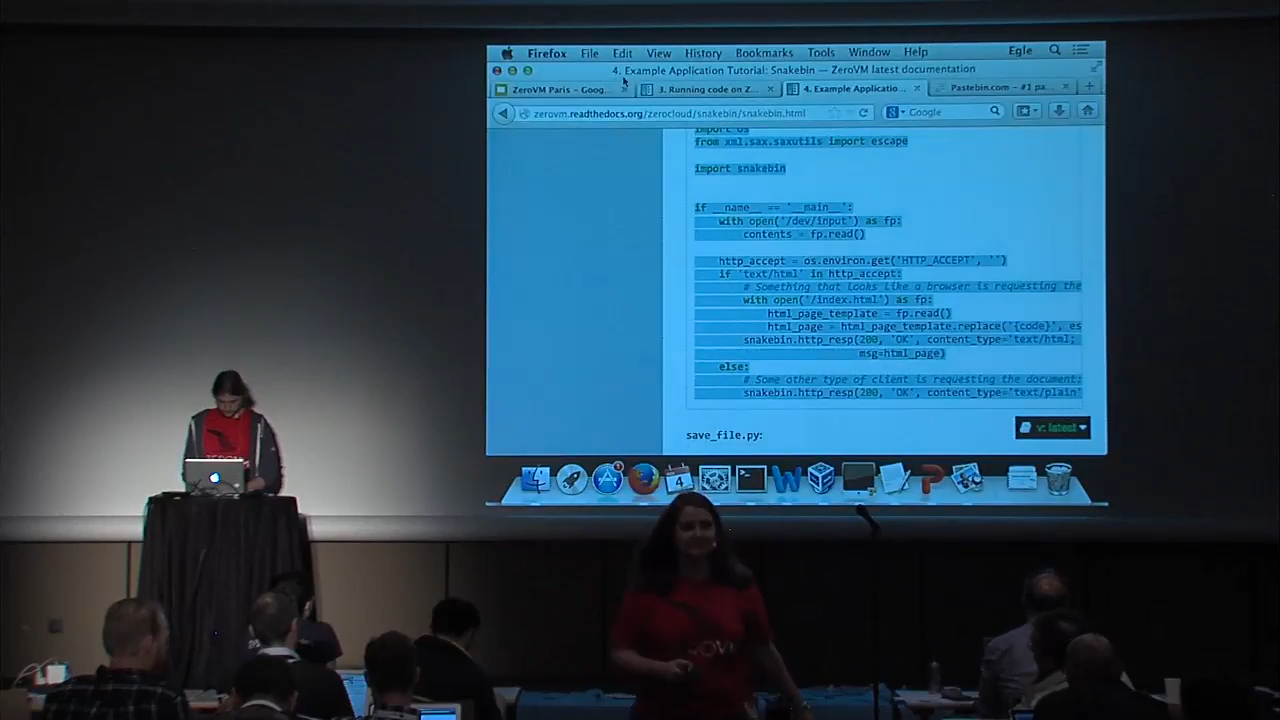 Firefox File Edit View History Bookmarks Tools Window Help Egle
4. Example Application Tutorial: Snakebin — ZeroVM latest documentation
ZeroVM Paris – Goog... 3. Running code on Z... 4. Example Applicatio... Pastebin.com – #1 pa...
zerovm.readthedocs.org/zerocloud/snakebin/snakebin.html Google
import os
from xml.sax.saxutils import escape
import snakebin
if __name__ == '__main__':
with open('/dev/input') as fp:
contents = fp.read()
http_accept = os.environ.get('HTTP_ACCEPT', '')
if 'text/html' in http_accept:
# Something that looks like a browser is requesting the
with open('/index.html') as fp:
html_page_template = fp.read()
html_page = html_page_template.replace('{code}', es
snakebin.http_resp(200, 'OK', content_type='text/html;
msg=html_page)
else:
# Some other type of client is requesting the document;
snakebin.http_resp(200, 'OK', content_type='text/plain'
save_file.py:
v: latest
4